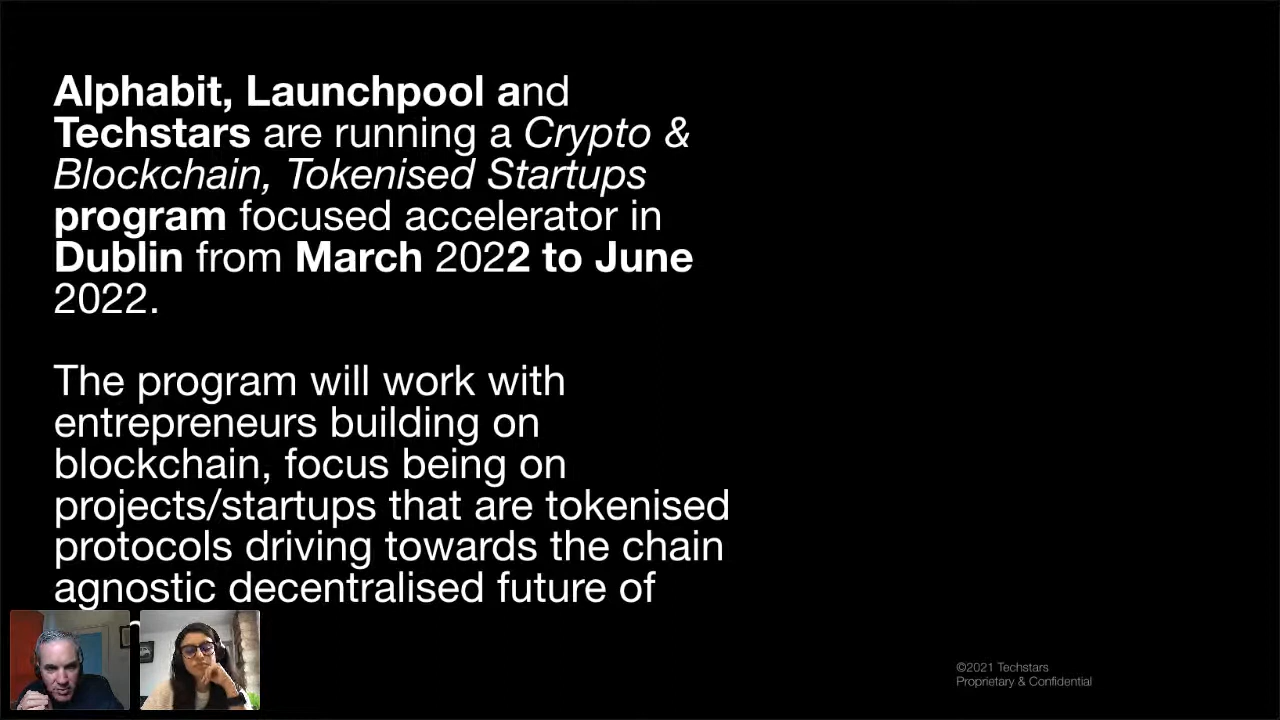 Alphabit, Launchpool and
Techstars are running a Crypto &
Blockchain, Tokenised Startups
program focused accelerator in
Dublin from March 2022 to June
2022.
The program will work with
entrepreneurs building on
blockchain, focus being on
projects/startups that are tokenised
protocols driving towards the chain
agnostic decentralised future of
©2021 Techstars
Proprietary & Confidential